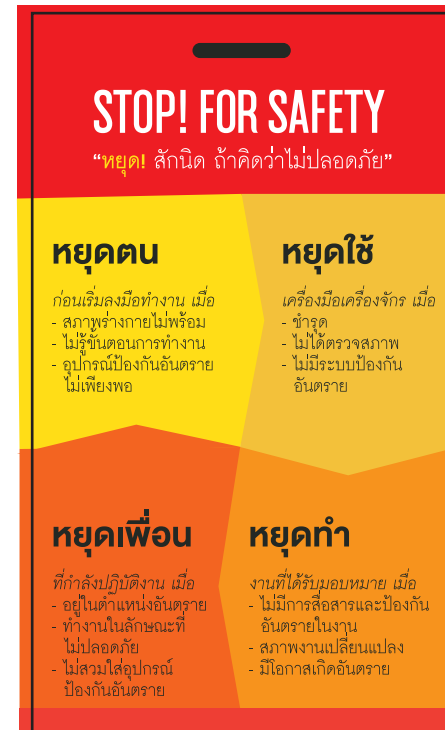 STOP! FOR SAFETY
“หยุด! สักนิด ถ้าคิดว่าไม่ปลอดภัย”
หยุดตน
ก่อนเริ่มลงมือทำงาน เมื่อ
- สภาพร่างกายไม่พร้อม
- ไม่รู้ขั้นตอนการทำงาน
- อุปกรณ์ป้องกันอันตราย
ไม่เพียงพอ
หยุดใช้
เครื่องมือเครื่องจักร เมื่อ
- ชำรุด
- ไม่ได้ตรวจสภาพ
- ไม่มีระบบป้องกัน
อันตราย
หยุดเพื่อน
ที่กำลังปฏิบัติงาน เมื่อ
- อยู่ในตำแหน่งอันตราย
- ทำงานในลักษณะที่
ไม่ปลอดภัย
- ไม่สวมใส่อุปกรณ์
ป้องกันอันตราย
หยุดทำ
งานที่ได้รับมอบหมาย เมื่อ
- ไม่มีการสื่อสารและป้องกัน
อันตรายในงาน
- สภาพงานเปลี่ยนแปลง
- มีโอกาสเกิดอันตราย